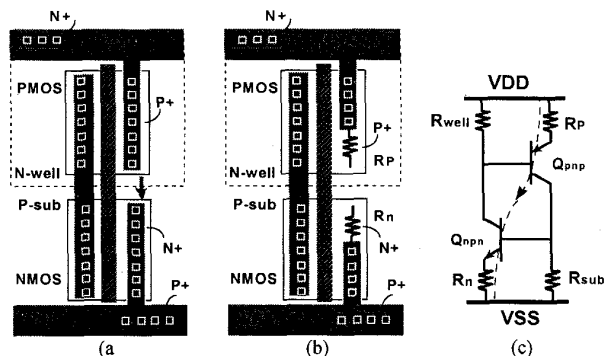 N+
PMOS
P+
N-well
P-sub
N+
NMOS
P+
(a)
N+
PMOS
P+
RP
N-well
P-sub
Rn
N+
NMOS
P+
(b)
VDD
Rwell
RP
Qpnp
Qnpn
Rn
Rsub
VSS
(c)